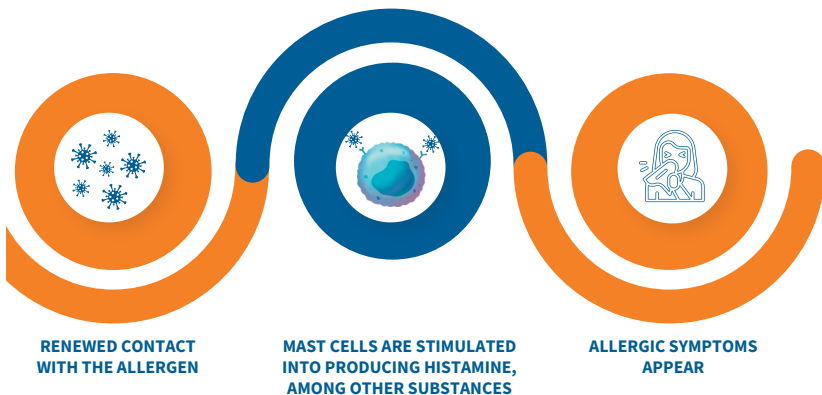 RENEWED CONTACT
WITH THE ALLERGEN
MAST CELLS ARE STIMULATED
INTO PRODUCING HISTAMINE,
AMONG OTHER SUBSTANCES
ALLERGIC SYMPTOMS
APPEAR